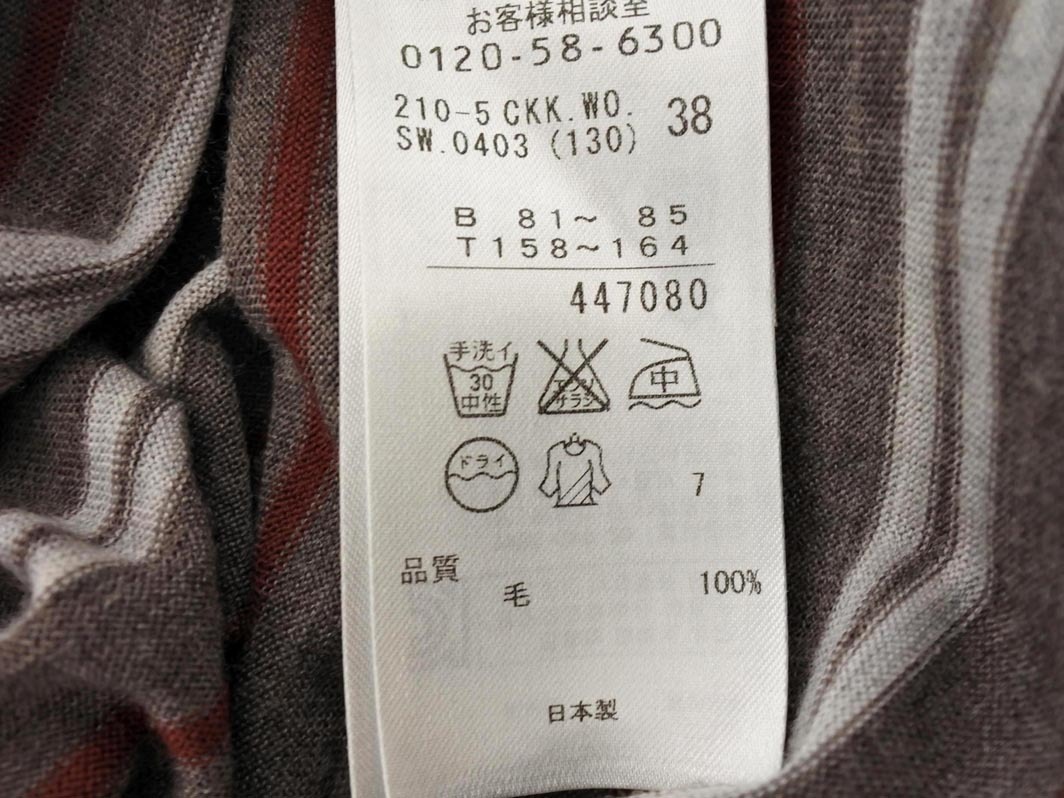 お客様相談室
0120-58-6300
210-5 CKK.WO. 38
SW.0403 (130)
B 81～ 85
T158～164
447080
手洗イ
30
中性
エンソ
サラシ
中
ドライ
7
品質
毛 100%
日本製